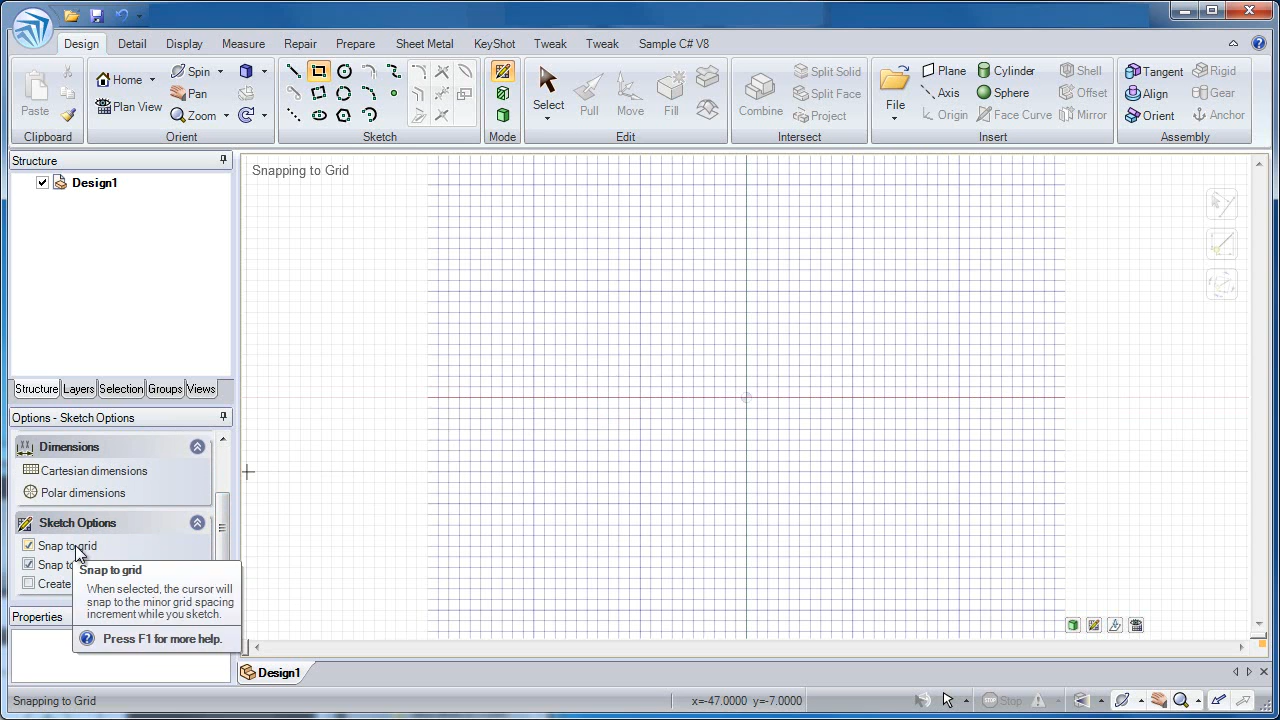 Design Detail Display Measure Repair Prepare Sheet Metal KeyShot Tweak Tweak Sample C# V8
Paste
Clipboard
Home Spin
Plan View Pan
Zoom
Orient
Sketch
Mode
Select Pull Move Fill
Edit
Combine
Split Solid
Split Face
Project
Intersect
File
Plane Cylinder Shell
Axis Sphere Offset
Origin Face Curve Mirror
Insert
Tangent Rigid
Align Gear
Orient Anchor
Assembly
Structure
Design1
Structure Layers Selection Groups Views
Options - Sketch Options
Dimensions
Cartesian dimensions
Polar dimensions
Sketch Options
Snap to grid
Snap to
Create
Snap to grid
When selected, the cursor will
snap to the minor grid spacing
increment while you sketch.
Press F1 for more help.
Properties
Snapping to Grid
Design1
Snapping to Grid
x=-47.0000 y=-7.0000
Stop